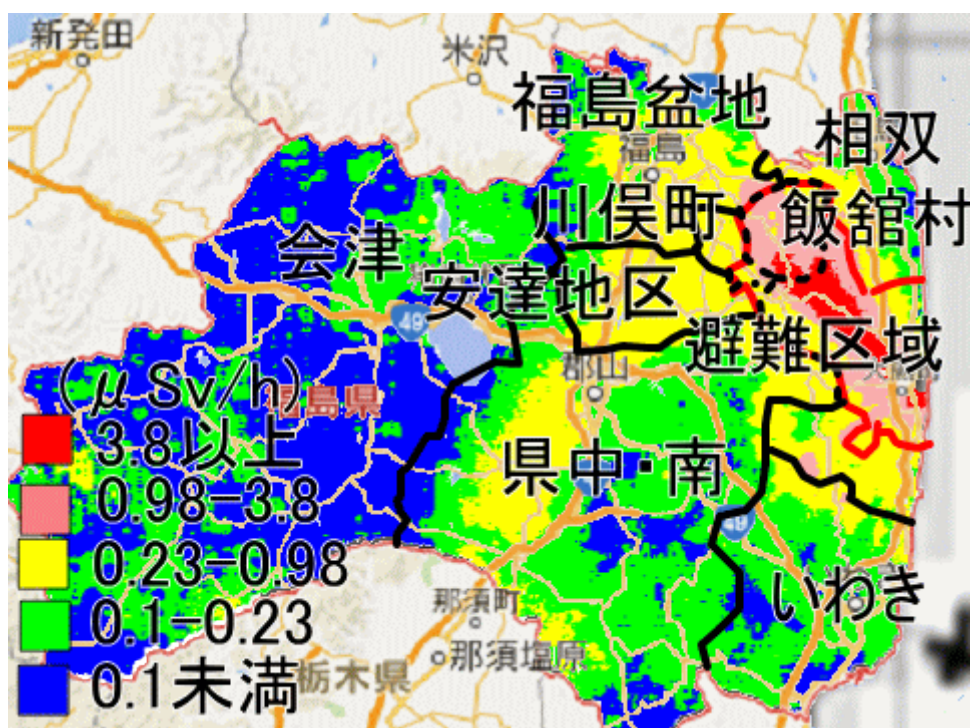 新発田
米沢
福島盆地
福島
相双
川俣町
飯舘村
会津
安達地区
49
避難区域
郡山
(μSv/h)
福島県
3.8以上
県中・南
0.98-3.8
49
0.23-0.98
いわき
那須町
0.1-0.23
那須塩原
栃木県
0.1未満